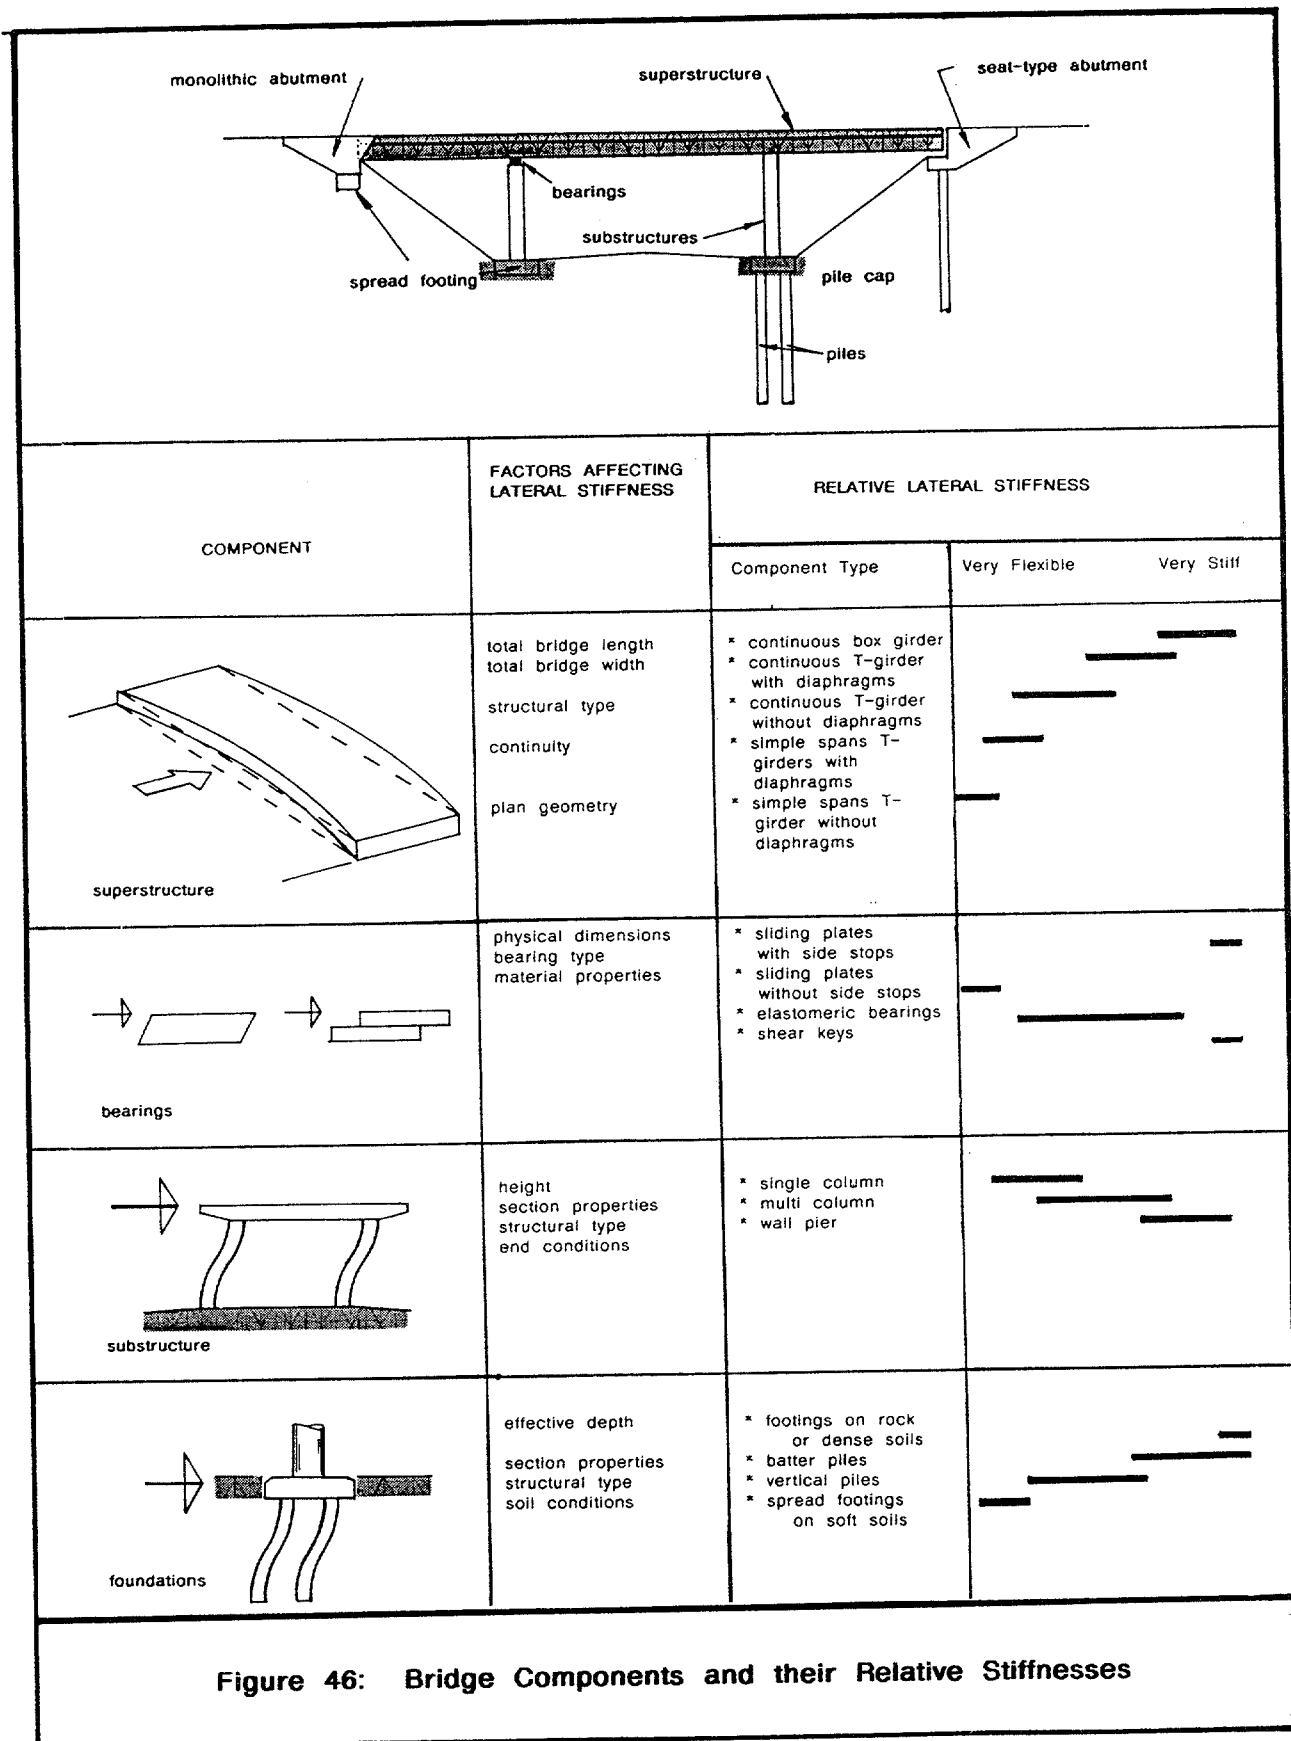 monolithic abutment
superstructure
seat-type abutment
bearings
substructures
spread footing
pile cap
piles
COMPONENT
FACTORS AFFECTING
LATERAL STIFFNESS
RELATIVE LATERAL STIFFNESS
Component Type
Very Flexible
Very Stiff
superstructure
total bridge length
total bridge width
structural type
continuity
plan geometry
* continuous box girder
* continuous T-girder
with diaphragms
* continuous T-girder
without diaphragms
* simple spans T-
girders with
diaphragms
* simple spans T-
girder without
diaphragms
bearings
physical dimensions
bearing type
material properties
* sliding plates
with side stops
* sliding plates
without side stops
* elastomeric bearings
* shear keys
substructure
height
section properties
structural type
end conditions
* single column
* multi column
* wall pier
foundations
effective depth
section properties
structural type
soil conditions
* footings on rock
or dense soils
* batter piles
* vertical piles
* spread footings
on soft soils
Figure 46: Bridge Components and their Relative Stiffnesses